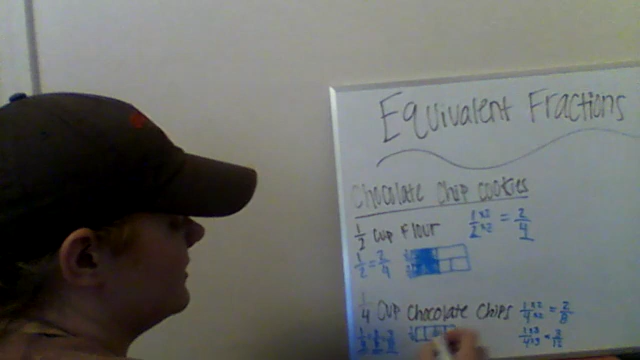 Equivalent Fractions
Chocolate Chip cookies
1/2 cup flour 1×2/2×2 = 2/4
1/2 = 2/4
1/4 cup Chocolate Chips 1×2/4×2 = 2/8
1×3/4×3 = 3/12